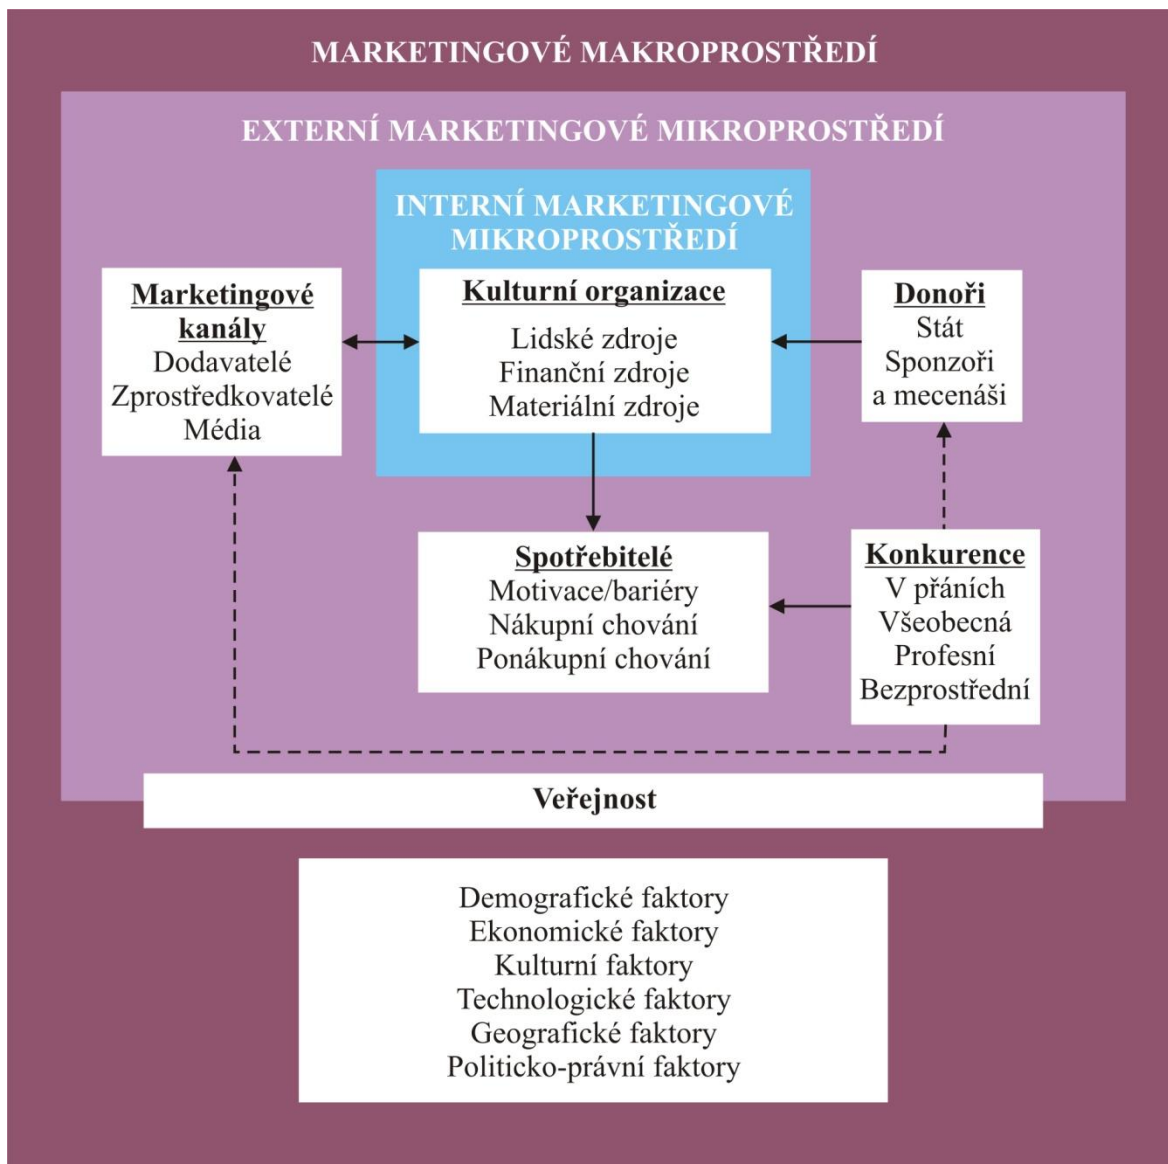 MARKETINGOVÉ MAKROPROSTŘEDÍ
EXTERNÍ MARKETINGOVÉ MIKROPROSTŘEDÍ
INTERNÍ MARKETINGOVÉ
MIKROPROSTŘEDÍ
Marketingové
kanály
Dodavatelé
Zprostředkovatelé
Média
Kulturní organizace
Lidské zdroje
Finanční zdroje
Materiální zdroje
Donoři
Stát
Sponzoři
a mecenáši
Spotřebitelé
Motivace/bariéry
Nákupní chování
Ponákupní chování
Konkurence
V přáních
Všeobecná
Profesní
Bezprostřední
Veřejnost
Demografické faktory
Ekonomické faktory
Kulturní faktory
Technologické faktory
Geografické faktory
Politicko-právní faktory